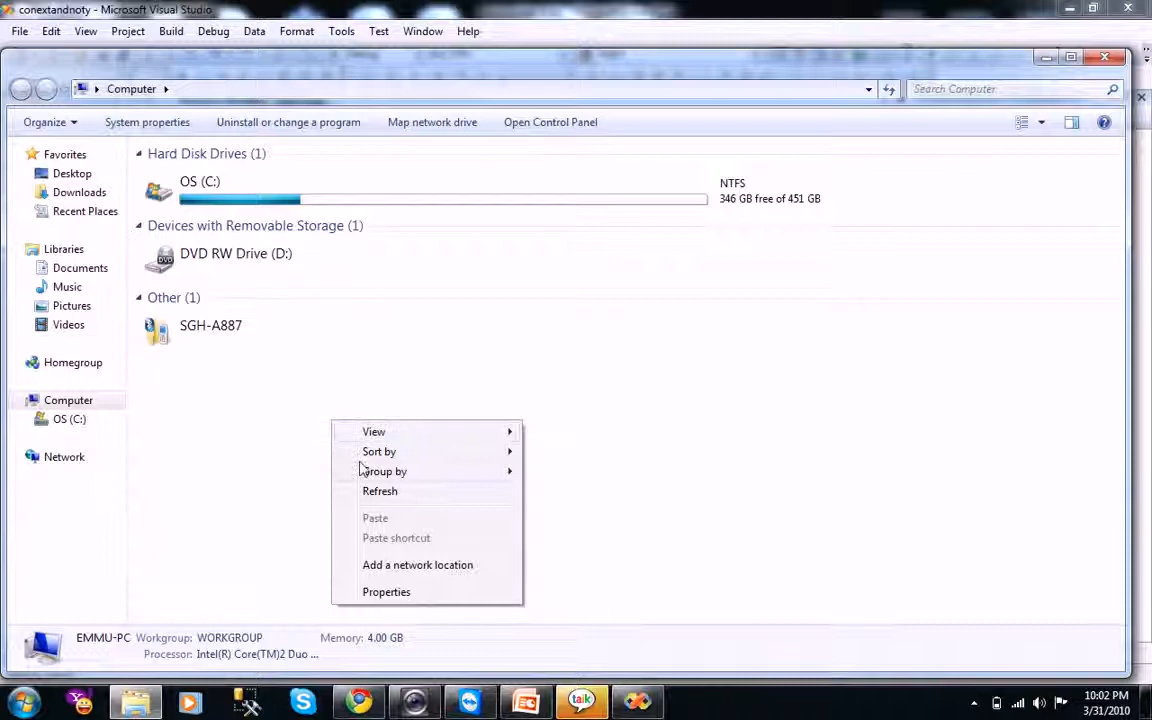 conextandnoty - Microsoft Visual Studio
File Edit View Project Build Debug Data Format Tools Test Window Help
Computer
Search Computer
Organize System properties Uninstall or change a program Map network drive Open Control Panel
Favorites
Desktop
Downloads
Recent Places
Libraries
Documents
Music
Pictures
Videos
Homegroup
Computer
OS (C:)
Network
Hard Disk Drives (1)
OS (C:)
NTFS
346 GB free of 451 GB
Devices with Removable Storage (1)
DVD
DVD RW Drive (D:)
Other (1)
SGH-A887
View
Sort by
Group by
Refresh
Paste
Paste shortcut
Add a network location
Properties
EMMU-PC Workgroup: WORKGROUP Memory: 4.00 GB
Processor: Intel(R) Core(TM)2 Duo ...
talk
10:02 PM
3/31/2010